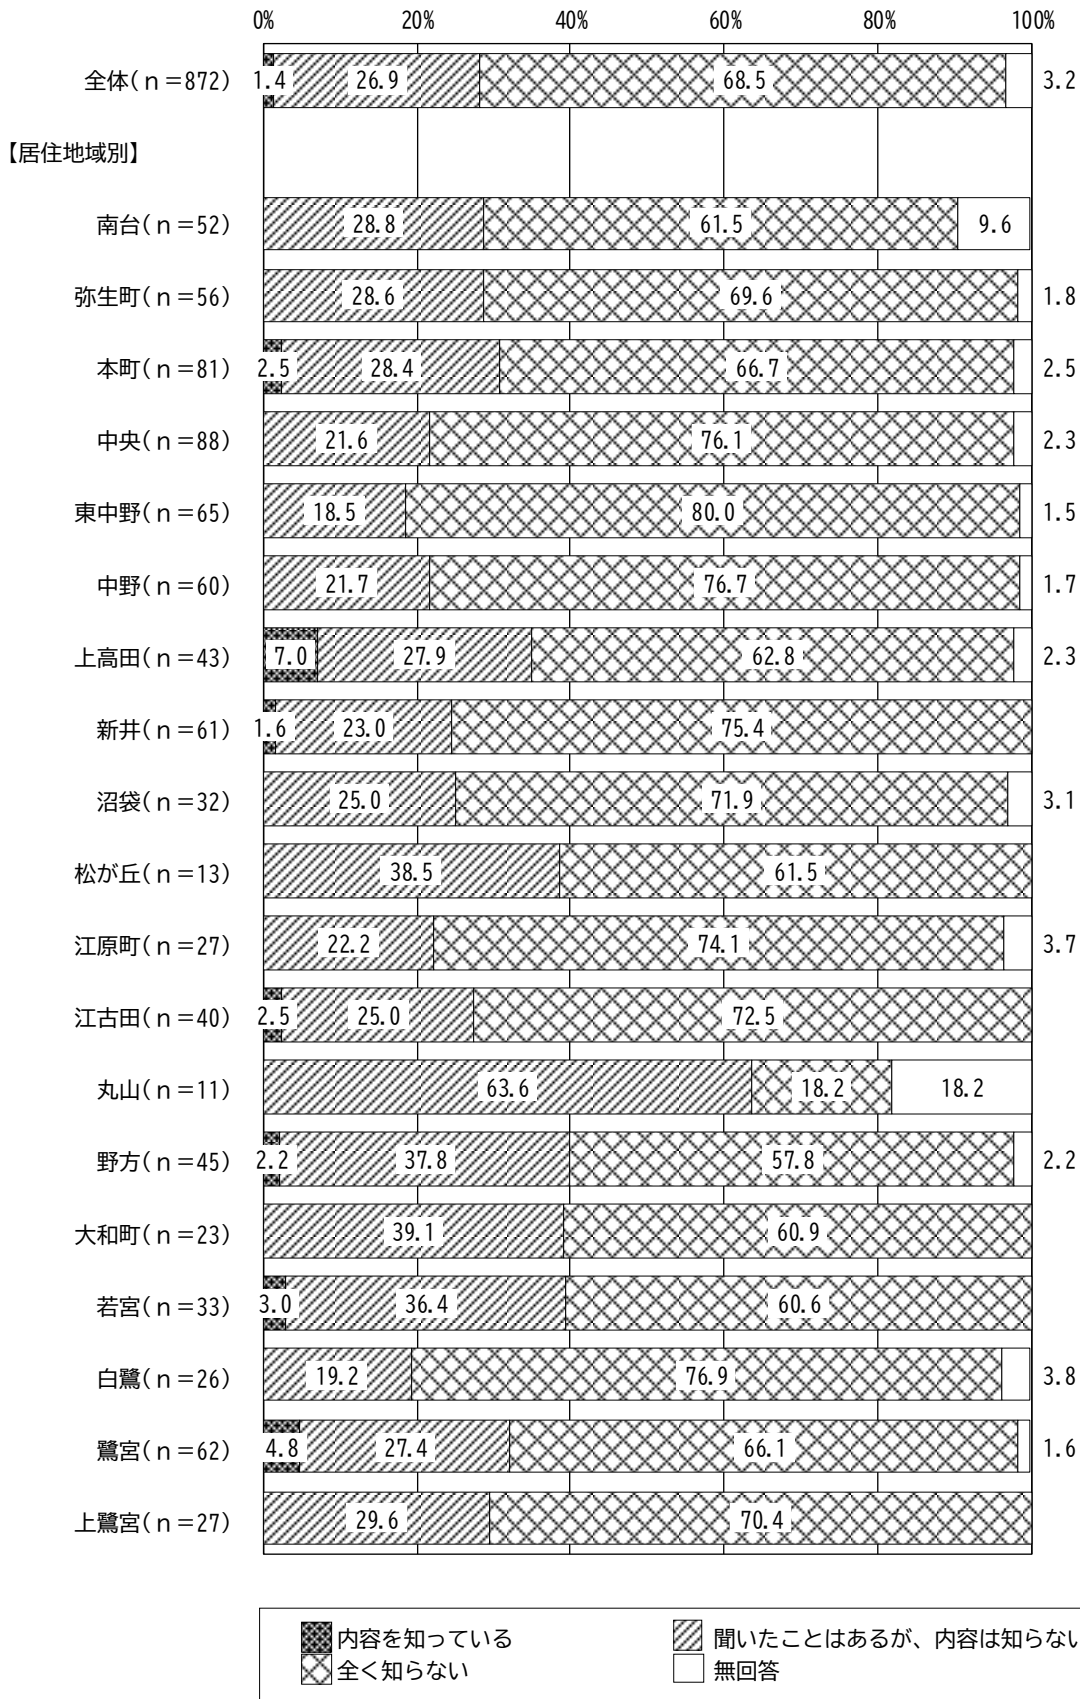 0% 20% 40% 60% 80% 100%
全体(ｎ=872) 1.4 26.9 68.5 3.2
【居住地域別】
南台(ｎ=52) 28.8 61.5 9.6
弥生町(ｎ=56) 28.6 69.6 1.8
本町(ｎ=81) 2.5 28.4 66.7 2.5
中央(ｎ=88) 21.6 76.1 2.3
東中野(ｎ=65) 18.5 80.0 1.5
中野(ｎ=60) 21.7 76.7 1.7
上高田(ｎ=43) 7.0 27.9 62.8 2.3
新井(ｎ=61) 1.6 23.0 75.4
沼袋(ｎ=32) 25.0 71.9 3.1
松が丘(ｎ=13) 38.5 61.5
江原町(ｎ=27) 22.2 74.1 3.7
江古田(ｎ=40) 2.5 25.0 72.5
丸山(ｎ=11) 63.6 18.2 18.2
野方(ｎ=45) 2.2 37.8 57.8 2.2
大和町(ｎ=23) 39.1 60.9
若宮(ｎ=33) 3.0 36.4 60.6
白鷺(ｎ=26) 19.2 76.9 3.8
鷺宮(ｎ=62) 4.8 27.4 66.1 1.6
上鷺宮(ｎ=27) 29.6 70.4
内容を知っている 聞いたことはあるが、内容は知らない
全く知らない 無回答